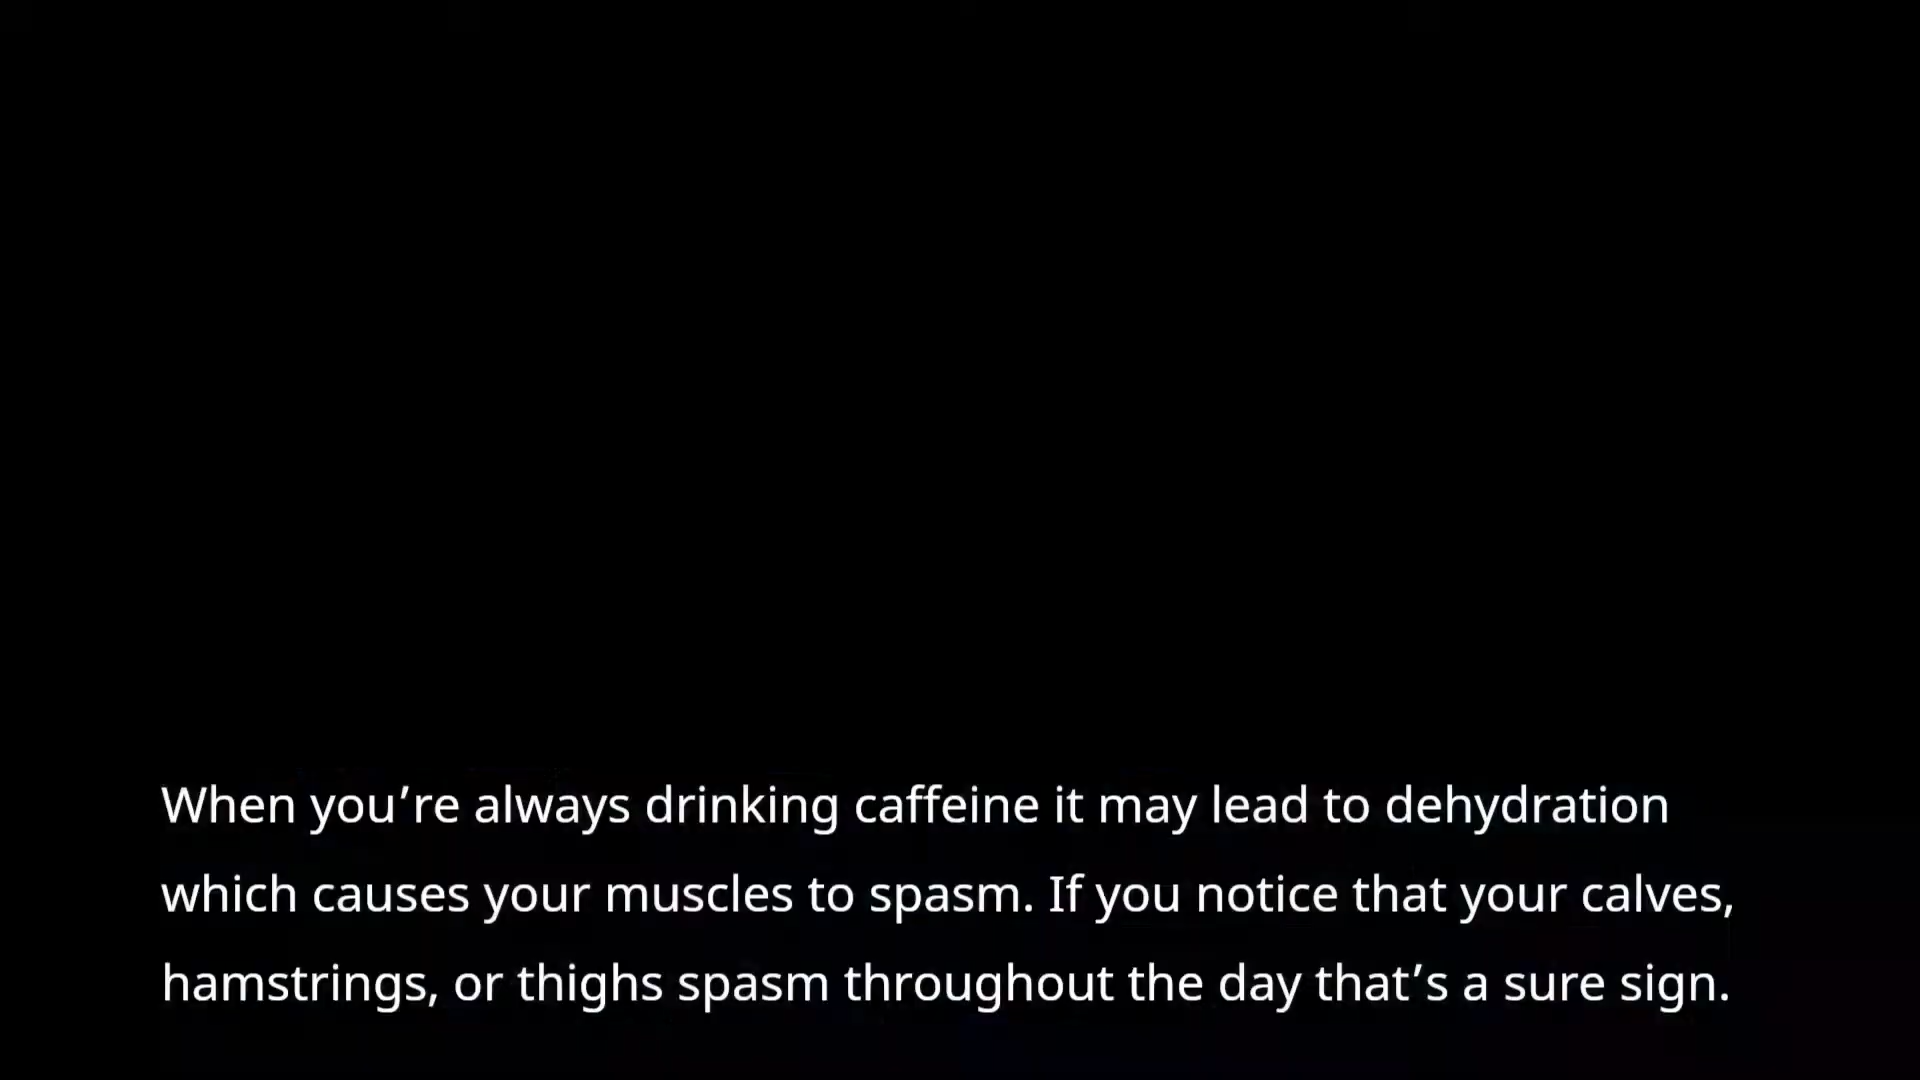 When you’re always drinking caffeine it may lead to dehydration
which causes your muscles to spasm. If you notice that your calves,
hamstrings, or thighs spasm throughout the day that’s a sure sign.